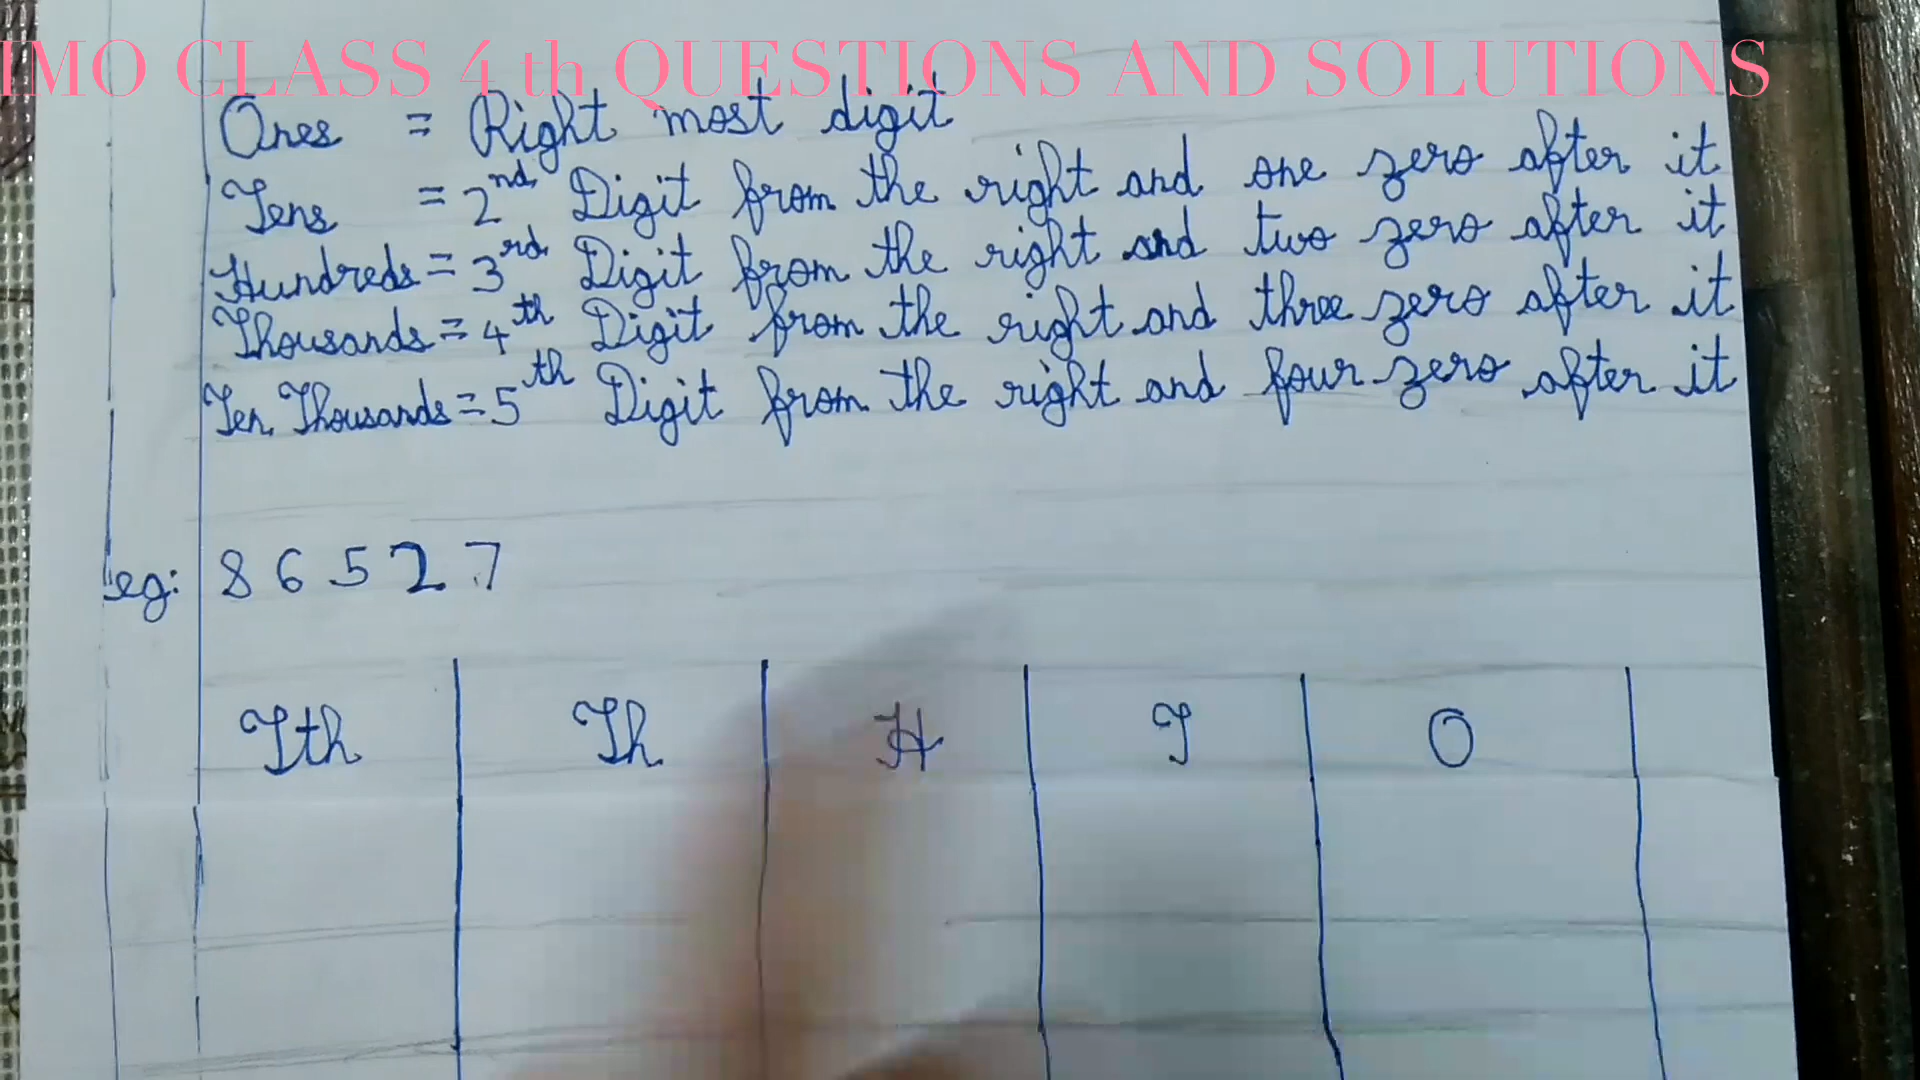 IMO CLASS 4 th QUESTIONS AND SOLUTIONS
Ones = Right most digit
Tens = 2nd Digit from the right and one zero after it
Hundreds = 3rd Digit from the right and two zero after it
Thousands = 4th Digit from the right and three zero after it
Ten Thousands = 5th Digit from the right and four zero after it
eg: 8 6 5 2 7
Tth Th H T O